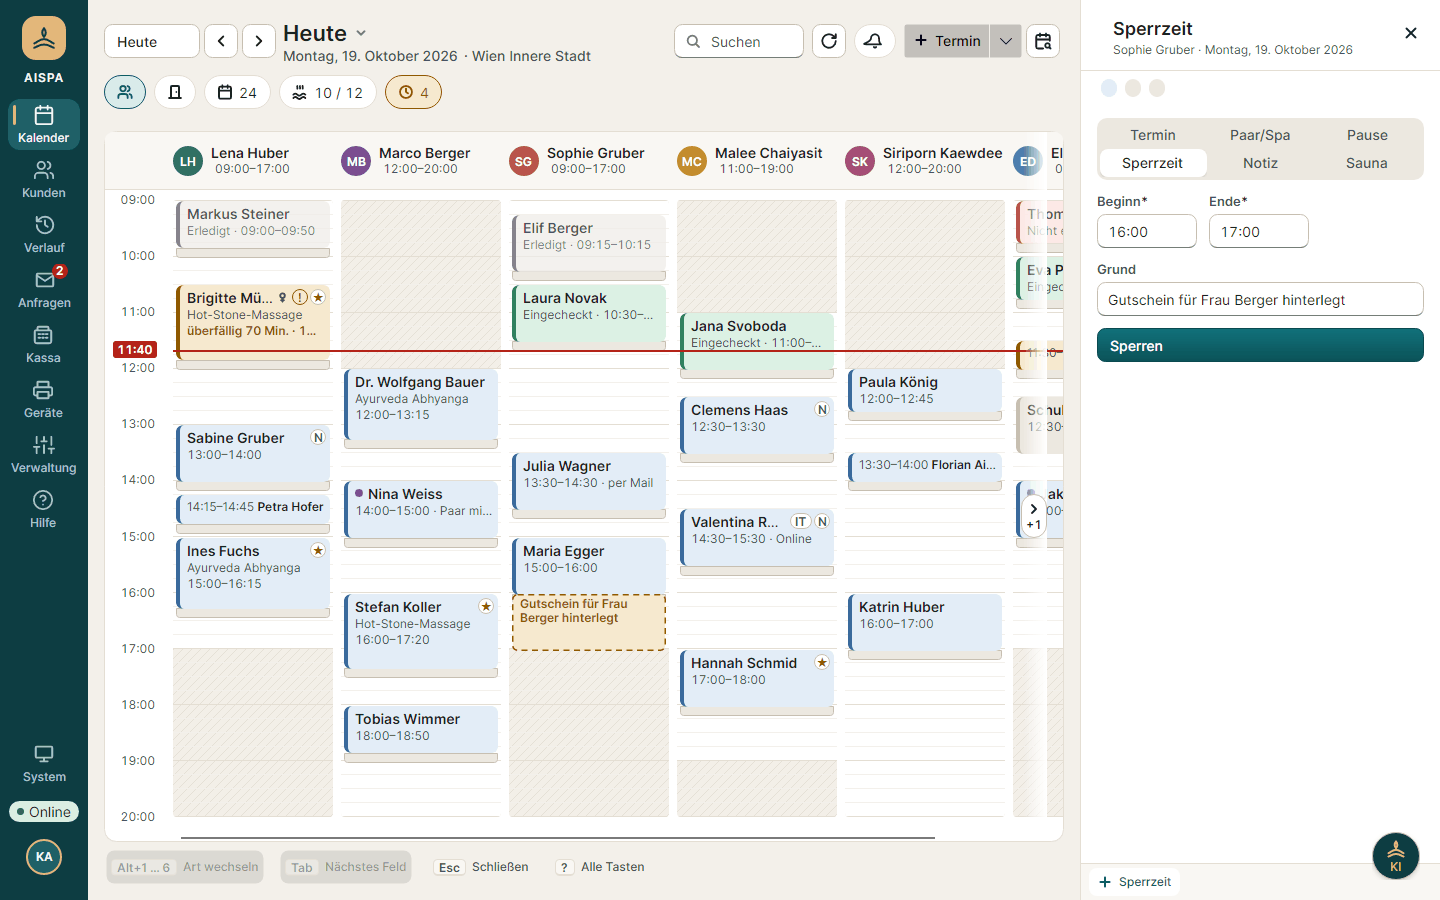 AISPA
Kalender
Kunden
Verlauf
Anfragen
2
Kassa
Geräte
Verwaltung
Hilfe
System
Online
KA
Heute
Heute
Montag, 19. Oktober 2026 · Wien Innere Stadt
Suchen
Termin
24
10 / 12
4
LH
Lena Huber
09:00–17:00
MB
Marco Berger
12:00–20:00
SG
Sophie Gruber
09:00–17:00
MC
Malee Chaiyasit
11:00–19:00
SK
Siriporn Kaewdee
12:00–20:00
ED
09:00
10:00
11:00
11:40
12:00
13:00
14:00
15:00
16:00
17:00
18:00
19:00
20:00
Markus Steiner
Erledigt · 09:00–09:50
Brigitte Mü...
!
Hot-Stone-Massage
überfällig 70 Min. · 1...
Sabine Gruber
N
13:00–14:00
14:15–14:45 Petra Hofer
Ines Fuchs
Ayurveda Abhyanga
15:00–16:15
Dr. Wolfgang Bauer
Ayurveda Abhyanga
12:00–13:15
Nina Weiss
14:00–15:00 · Paar mi...
Stefan Koller
Hot-Stone-Massage
16:00–17:20
Tobias Wimmer
18:00–18:50
Elif Berger
Erledigt · 09:15–10:15
Laura Novak
Eingecheckt · 10:30–...
Julia Wagner
13:30–14:30 · per Mail
Maria Egger
15:00–16:00
Gutschein für Frau
Berger hinterlegt
Jana Svoboda
Eingecheckt · 11:00–...
Clemens Haas
N
12:30–13:30
Valentina R...
IT
N
14:30–15:30 · Online
Hannah Schmid
17:00–18:00
Paula König
12:00–12:45
13:30–14:00 Florian Ai...
Katrin Huber
16:00–17:00
Thom
Nicht e
Eva P
Eingec
Schul
+1
Alt+1 ... 6
Art wechseln
Tab
Nächstes Feld
Esc
Schließen
?
Alle Tasten
Sperrzeit
Sophie Gruber · Montag, 19. Oktober 2026
Termin
Paar/Spa
Pause
Sperrzeit
Notiz
Sauna
Beginn*
Ende*
16:00
17:00
Grund
Gutschein für Frau Berger hinterlegt
Sperren
Sperrzeit
KI